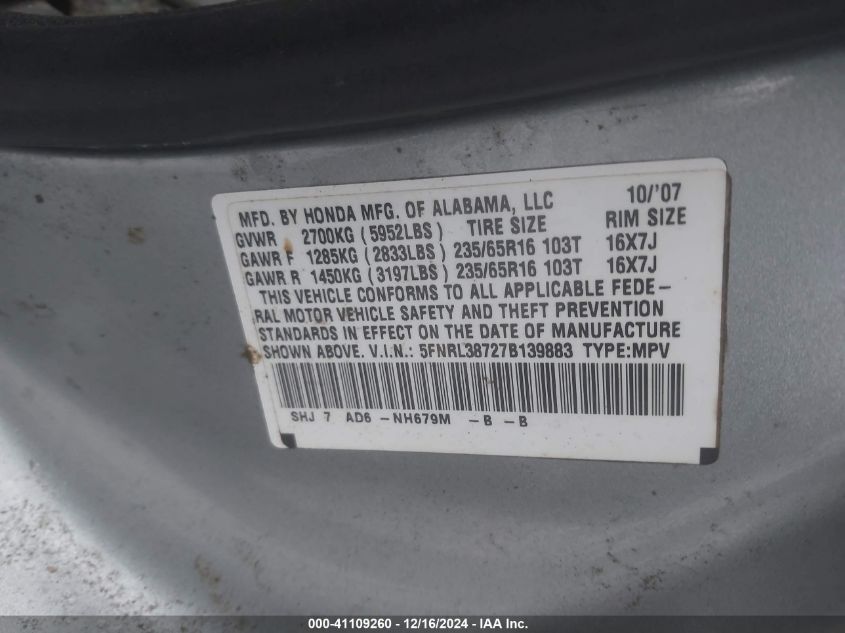 MFD. BY HONDA MFG. OF ALABAMA, LLC 10/'07
GVWR 2700KG (5952LBS) TIRE SIZE RIM SIZE
GAWR F 1285KG (2833LBS) 235/65R16 103T 16X7J
GAWR R 1450KG (3197LBS) 235/65R16 103T 16X7J
THIS VEHICLE CONFORMS TO ALL APPLICABLE FEDE-
RAL MOTOR VEHICLE SAFETY AND THEFT PREVENTION
STANDARDS IN EFFECT ON THE DATE OF MANUFACTURE
SHOWN ABOVE. V.I.N.: 5FNRL38727B139883 TYPE:MPV
SHJ 7 AD6 -NH679M -B -B
000-41109260 - 12/16/2024 - IAAI Inc.